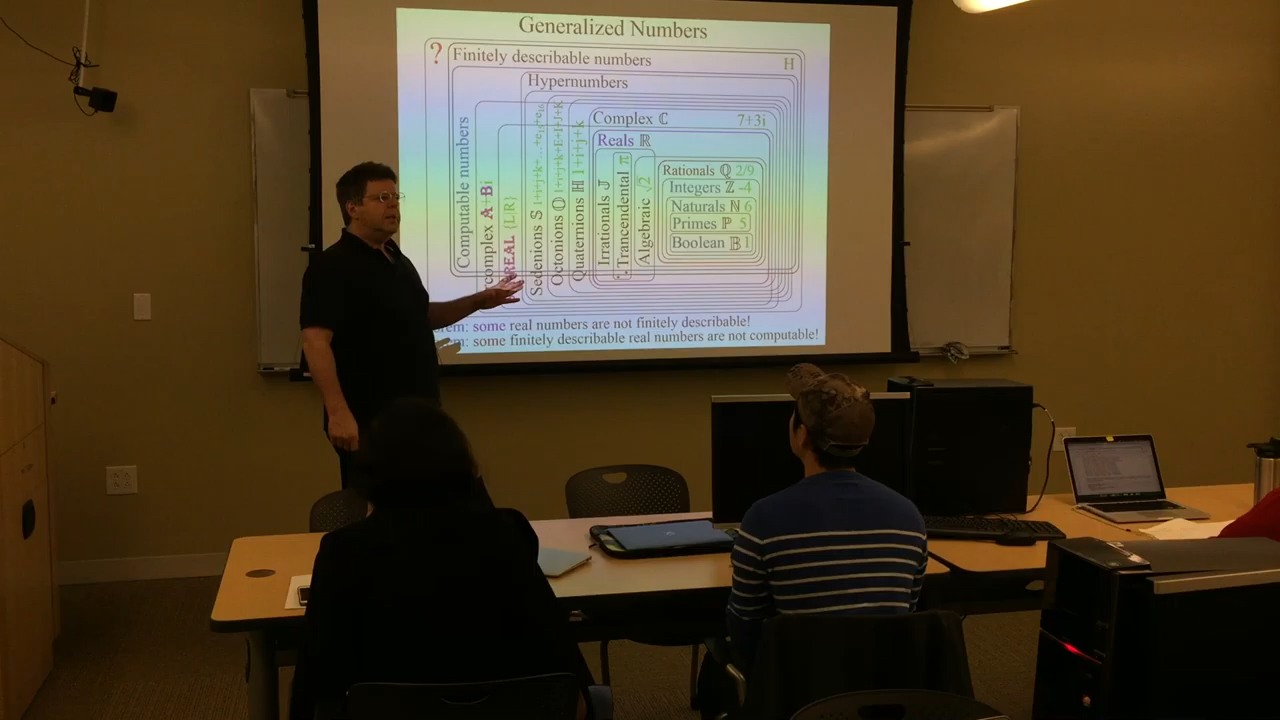 Generalized Numbers
? Finitely describable numbers H
Hypernumbers
Computable numbers
complex A+Bi
REAL {L|R}
Sedenions 𝕊
Octonions 𝕆
Quaternions ℍ 1+i+j+k
Complex ℂ 7+3i
Reals ℝ
Irrationals 𝕁
Trancendental π
Algebraic √2
Rationals ℚ 2/9
Integers ℤ -4
Naturals ℕ 6
Primes ℙ 5
Boolean 𝔹 1
some real numbers are not finitely describable!
some finitely describable real numbers are not computable!